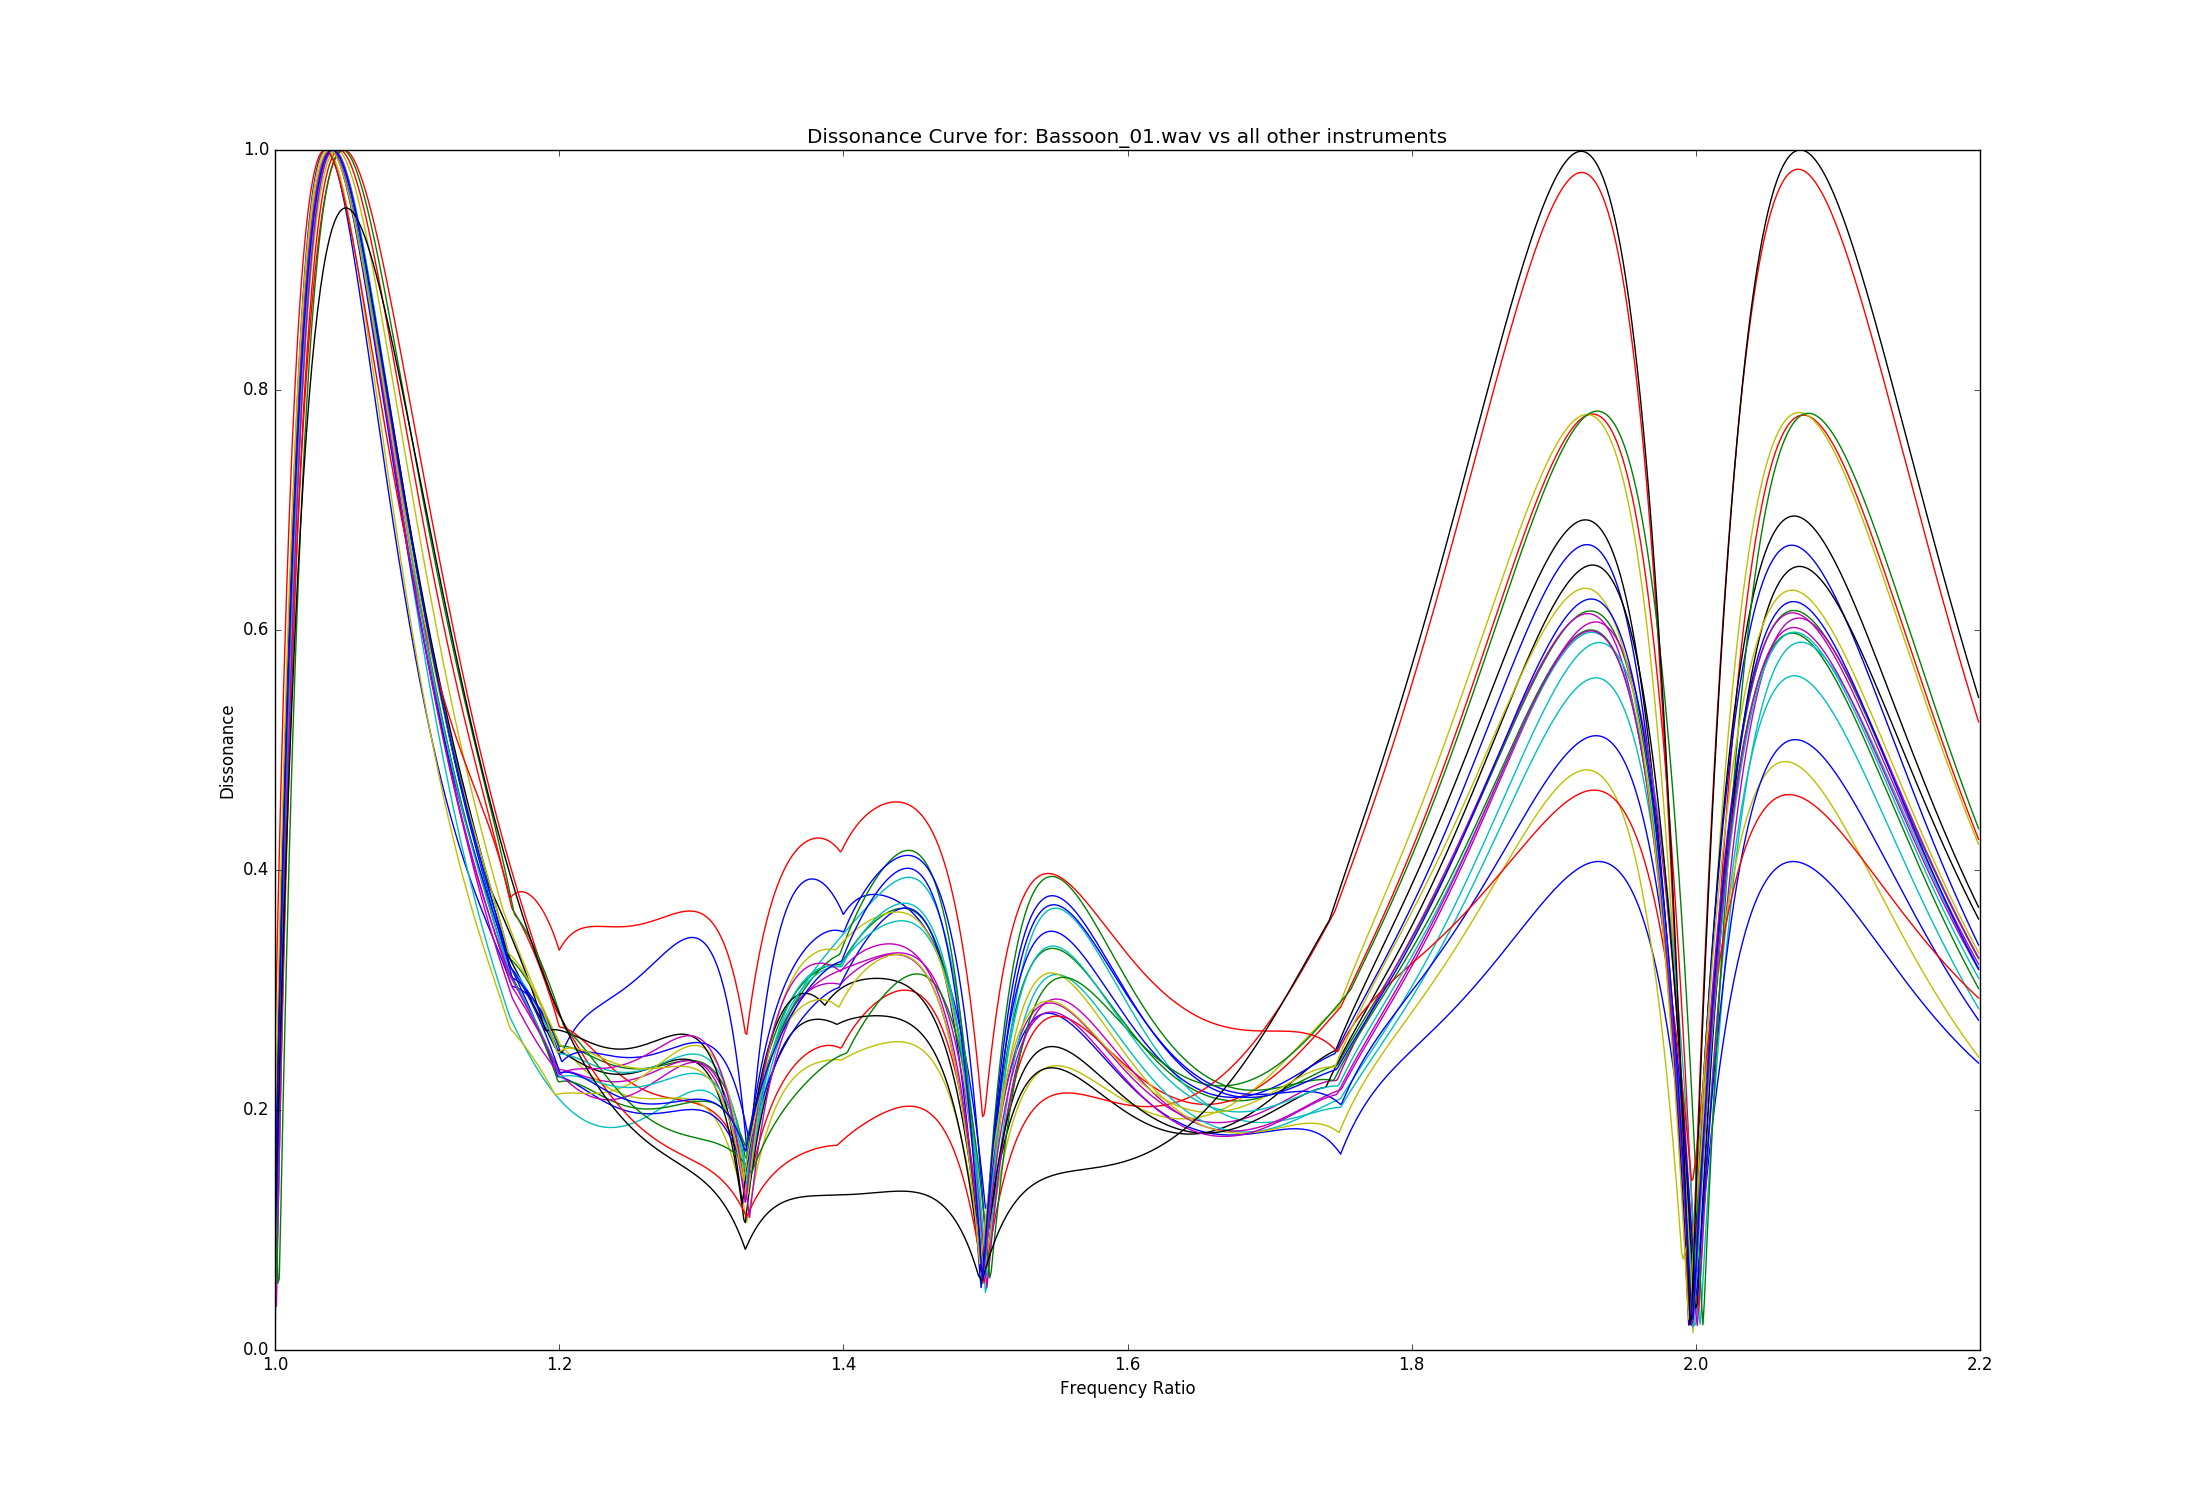 Dissonance Curve for: Bassoon_01.wav vs all other instruments
1.0
0.8
0.6
0.4
0.2
0.0
Dissonance
1.0 1.2 1.4 1.6 1.8 2.0 2.2
Frequency Ratio